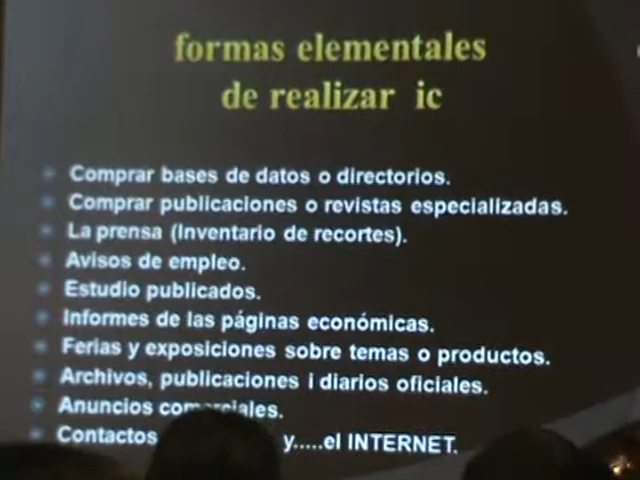 formas elementales
de realizar ic
Comprar bases de datos o directorios.
Comprar publicaciones o revistas especializadas.
La prensa (Inventario de recortes).
Avisos de empleo.
Estudio publicados.
Informes de las páginas económicas.
Ferias y exposiciones sobre temas o productos.
Archivos, publicaciones i diarios oficiales.
Anuncios comerciales.
Contactos y.....el INTERNET.